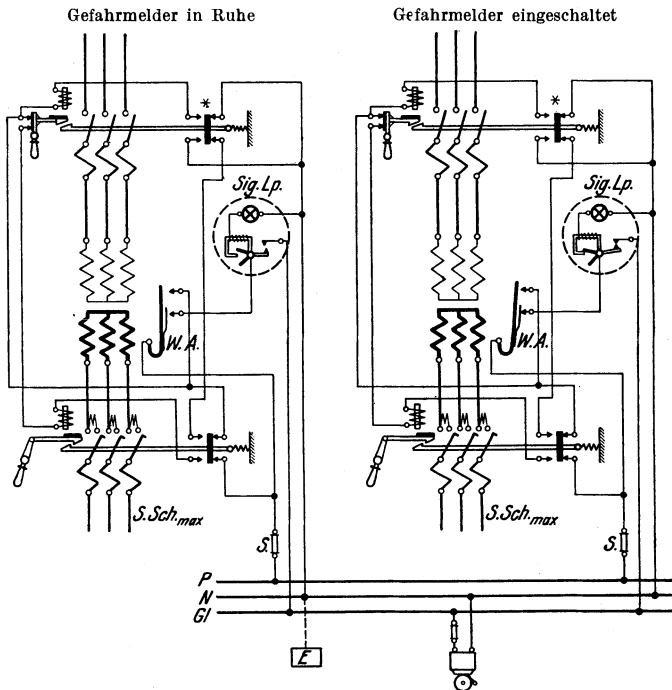 Gefahrmelder in Ruhe
Gefahrmelder eingeschaltet
*
*
Sig. Lp.
Sig. Lp.
W. A.
W. A.
S. Sch. max
S. Sch. max
S.
S.
P
N
Gl
E